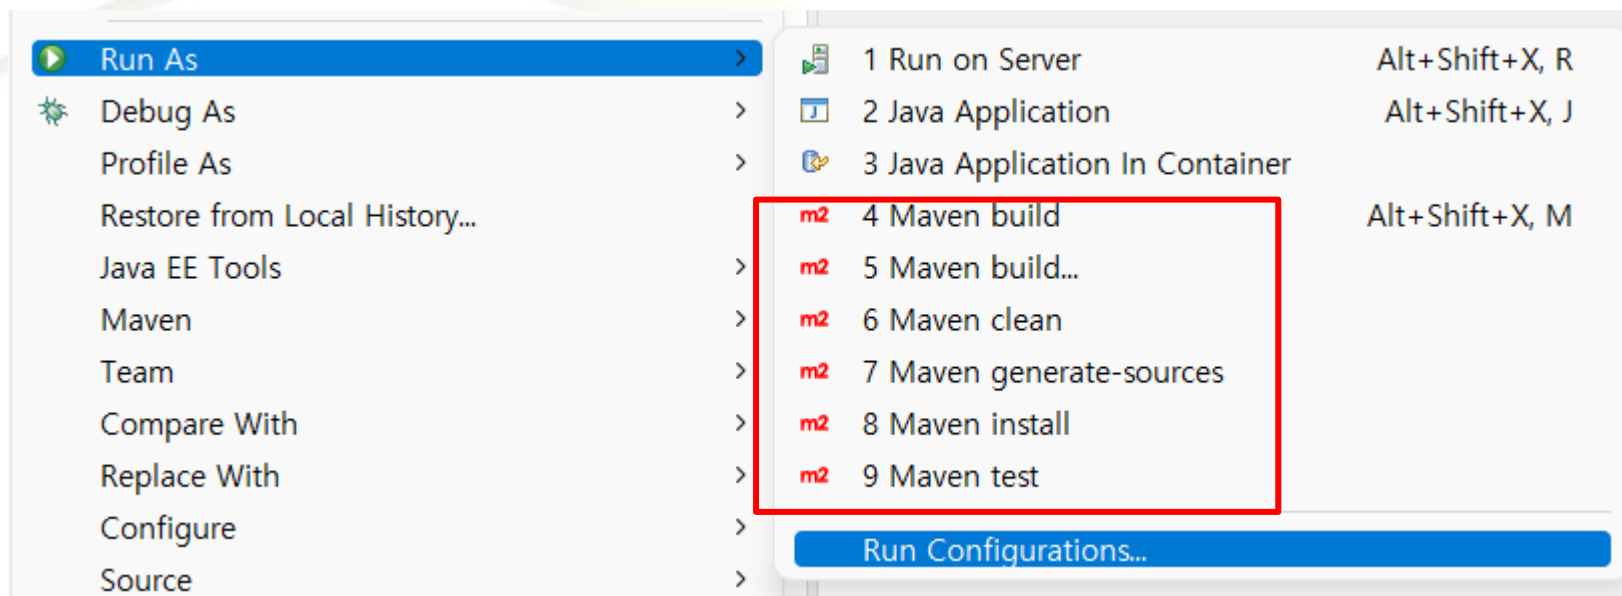 Run As
Debug As
Profile As
Restore from Local History...
Java EE Tools
Maven
Team
Compare With
Replace With
Configure
Source
1 Run on Server Alt+Shift+X, R
J 2 Java Application Alt+Shift+X, J
3 Java Application In Container
m2 4 Maven build Alt+Shift+X, M
m2 5 Maven build...
m2 6 Maven clean
m2 7 Maven generate-sources
m2 8 Maven install
m2 9 Maven test
Run Configurations...